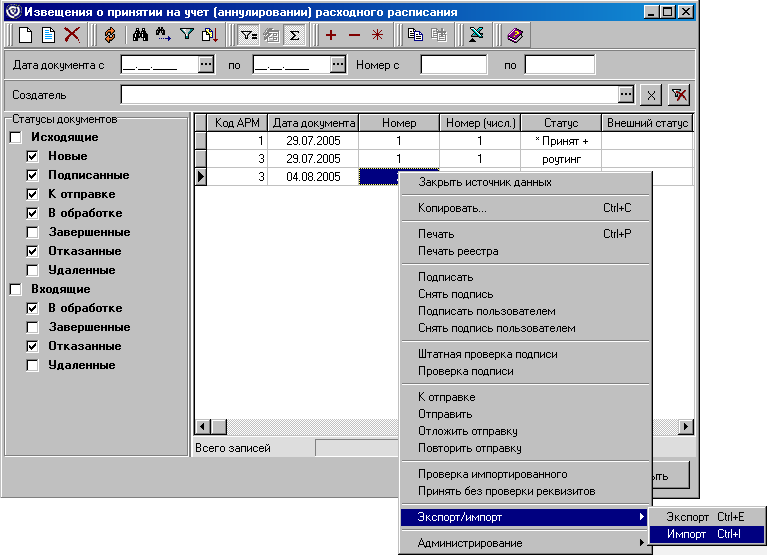 Извещения о принятии на учет (аннулировании) расходного расписания
Дата документа с __.__.____ ... по __.__.____ ... Номер с по
Создатель ... X
Статусы документов
Исходящие
Новые
Подписанные
К отправке
В обработке
Завершенные
Отказанные
Удаленные
Входящие
В обработке
Завершенные
Отказанные
Удаленные
Код АРМ Дата документа Номер Номер (числ.) Статус Внешний статус
1 29.07.2005 1 1 * Принят +
3 29.07.2005 1 1 роутинг
3 04.08.2005
Всего записей
Закрыть источник данных
Копировать... Ctrl+C
Печать Ctrl+P
Печать реестра
Подписать
Снять подпись
Подписать пользователем
Снять подпись пользователем
Штатная проверка подписи
Проверка подписи
К отправке
Отправить
Отложить отправку
Повторить отправку
Проверка импортированного
Принять без проверки реквизитов
Экспорт/импорт
Администрирование
Экспорт Ctrl+E
Импорт Ctrl+I